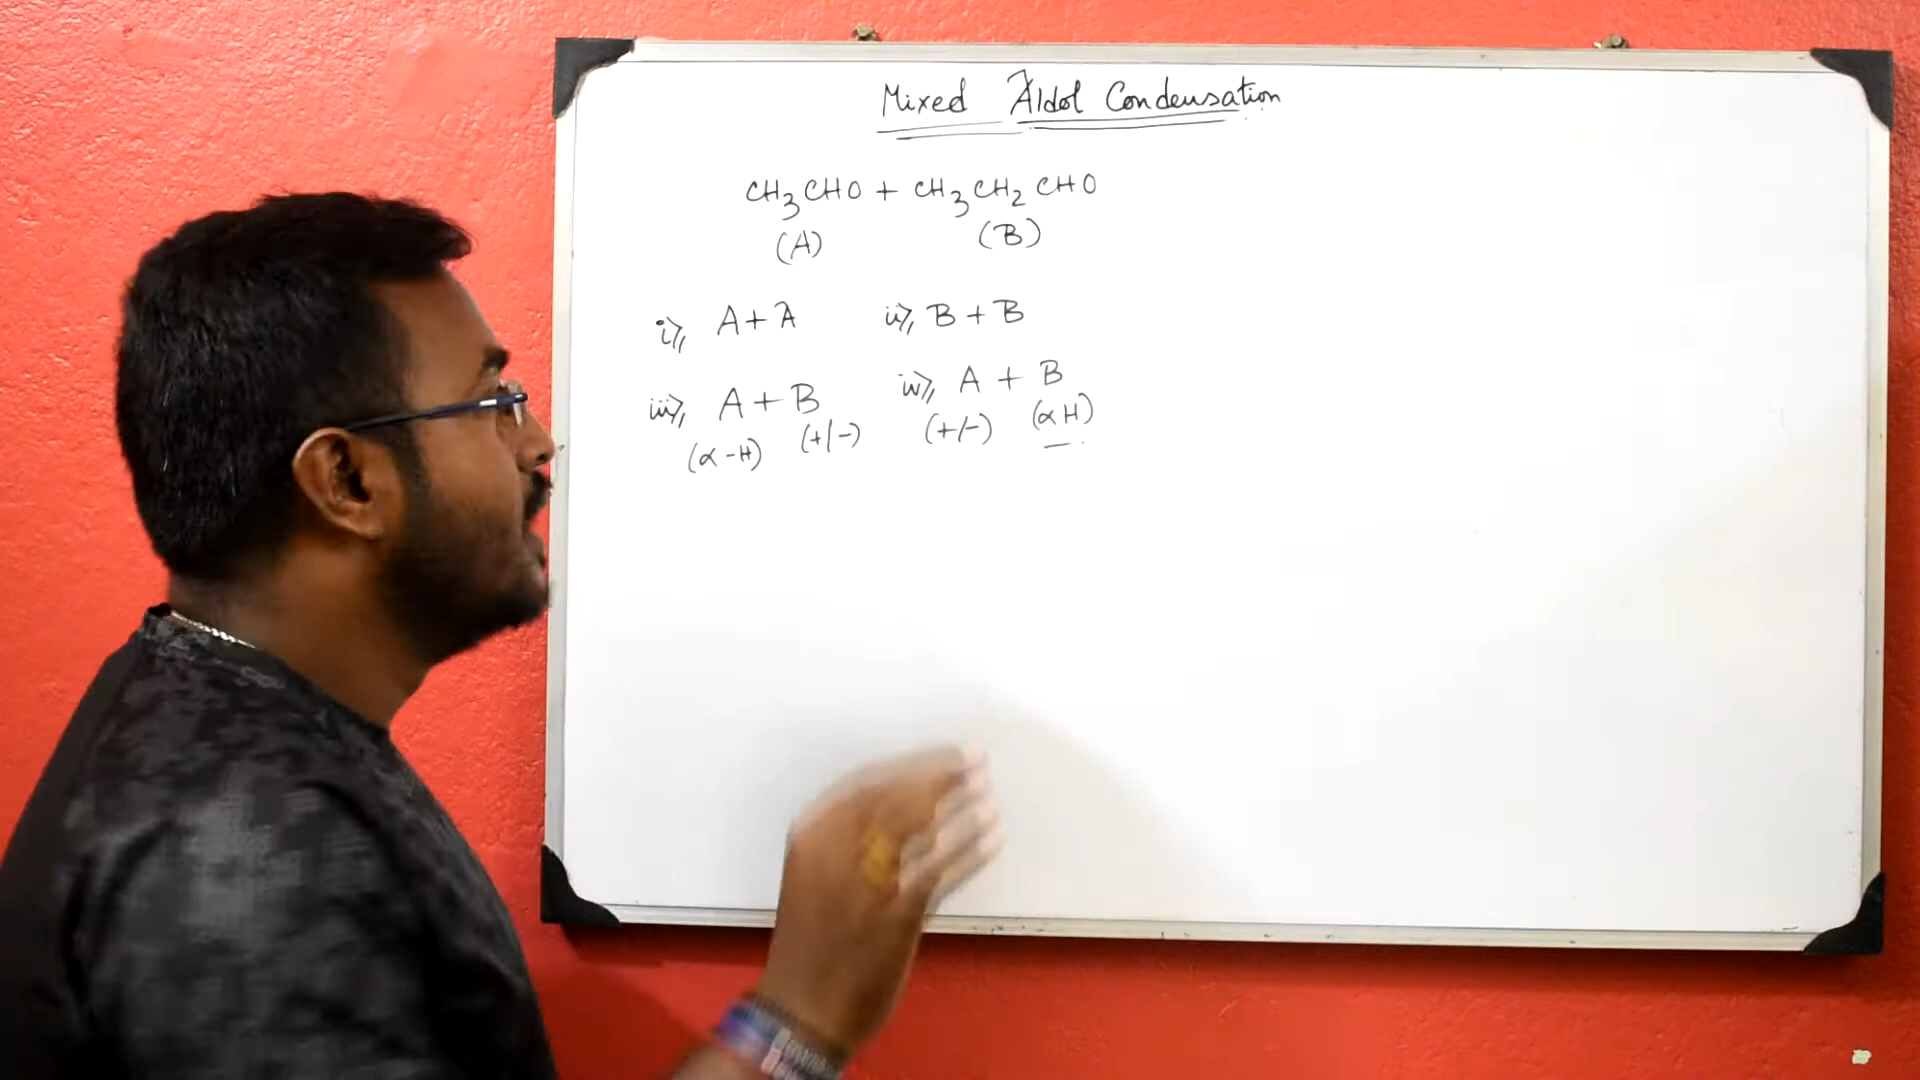 Mixed Aldol Condensation
CH3CHO + CH3CH2CHO
(A) (B)
i>, A + A ii>, B + B
iii>, A + B iv>, A + B
(α-H) (+/-) (+/-) (αH)